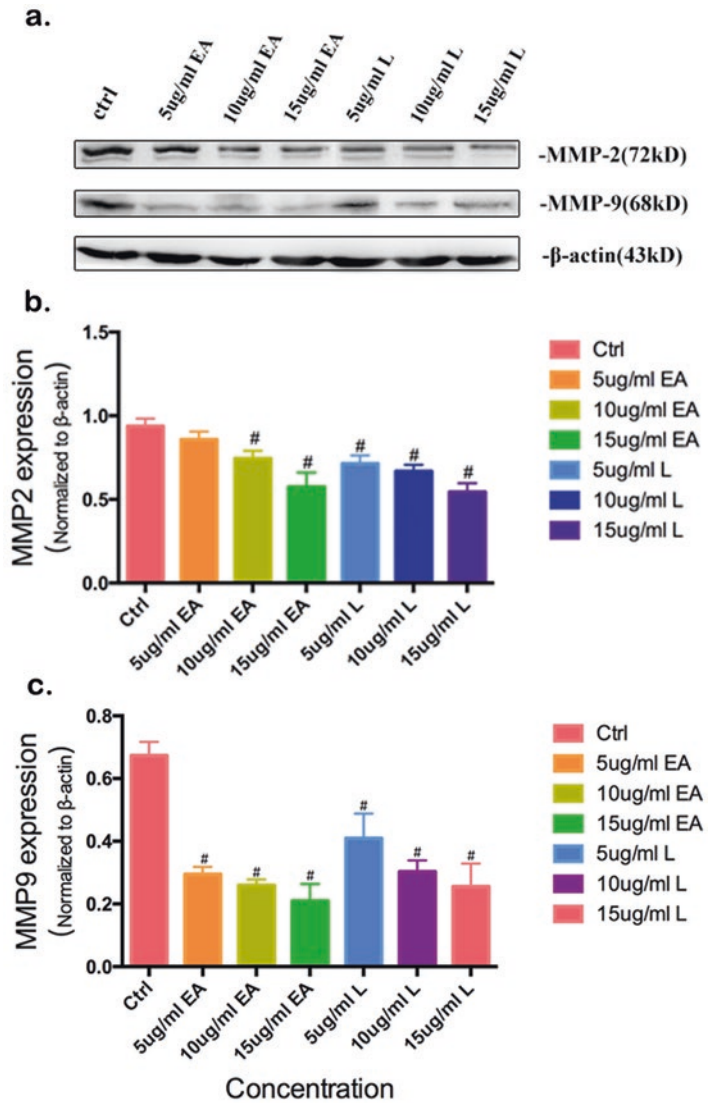 a.
ctrl
5ug/ml EA
10ug/ml EA
15ug/ml EA
5ug/ml L
10ug/ml L
15ug/ml L
-MMP-2(72kD)
-MMP-9(68kD)
-β-actin(43kD)
b.
MMP2 expression
(Normalized to β-actin)
1.5
1.0
0.5
0.0
# # # # #
Ctrl
5ug/ml EA
10ug/ml EA
15ug/ml EA
5ug/ml L
10ug/ml L
15ug/ml L
Ctrl
5ug/ml EA
10ug/ml EA
15ug/ml EA
5ug/ml L
10ug/ml L
15ug/ml L
c.
MMP9 expression
(Normalized to β-actin)
0.8
0.6
0.4
0.2
0.0
# # # # # #
Ctrl
5ug/ml EA
10ug/ml EA
15ug/ml EA
5ug/ml L
10ug/ml L
15ug/ml L
Concentration
Ctrl
5ug/ml EA
10ug/ml EA
15ug/ml EA
5ug/ml L
10ug/ml L
15ug/ml L